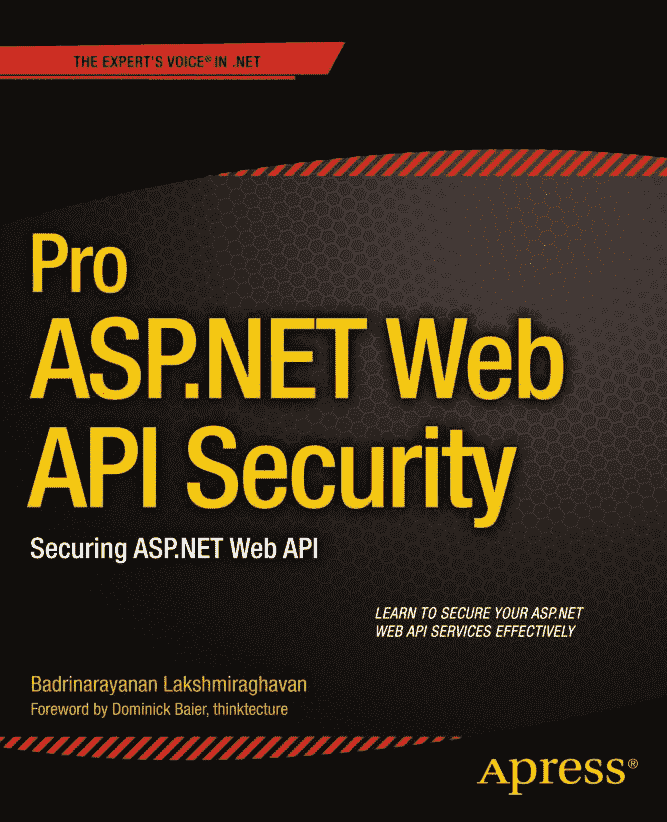 THE EXPERT'S VOICE® IN .NET
Pro
ASP.NET Web
API Security
Securing ASP.NET Web API
LEARN TO SECURE YOUR ASP.NET
WEB API SERVICES EFFECTIVELY
Badrinarayanan Lakshmiraghavan
Foreword by Dominick Baier, thinktecture
Apress®